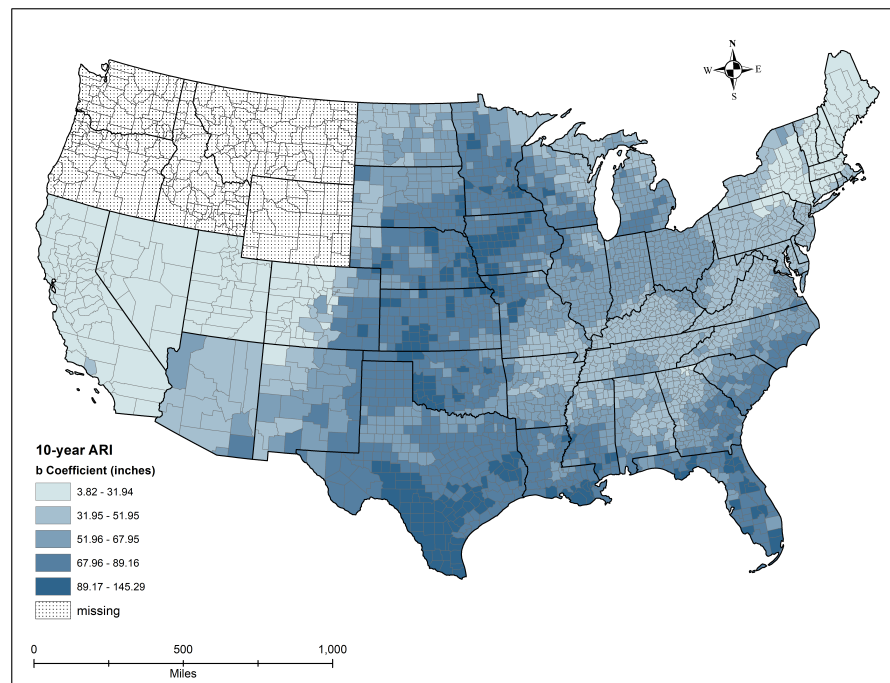 N
W E
S
10-year ARI
b Coefficient (inches)
3.82 - 31.94
31.95 - 51.95
51.96 - 67.95
67.96 - 89.16
89.17 - 145.29
missing
0 500 1,000
Miles